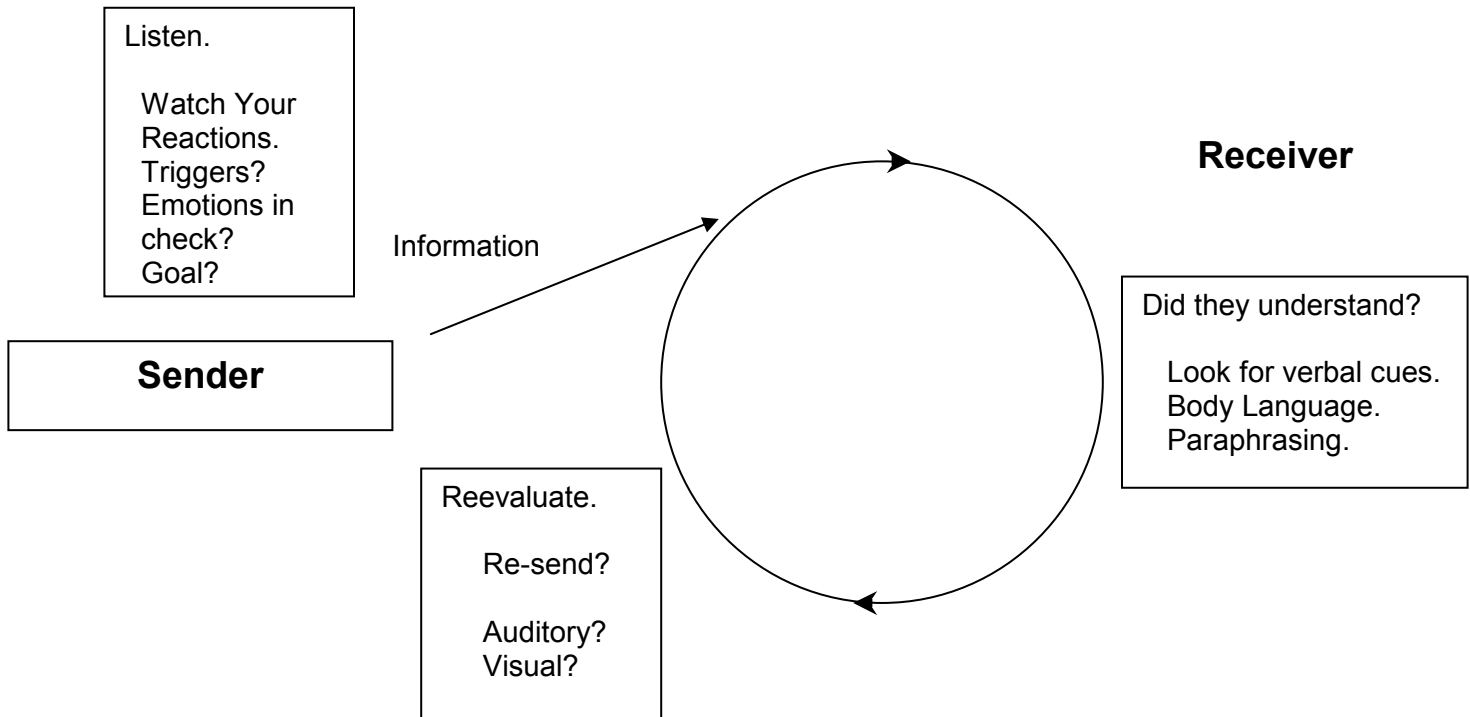 Listen.
Watch Your
Reactions.
Triggers?
Emotions in
check?
Goal?
Sender
Information
Receiver
Did they understand?
Look for verbal cues.
Body Language.
Paraphrasing.
Reevaluate.
Re-send?
Auditory?
Visual?